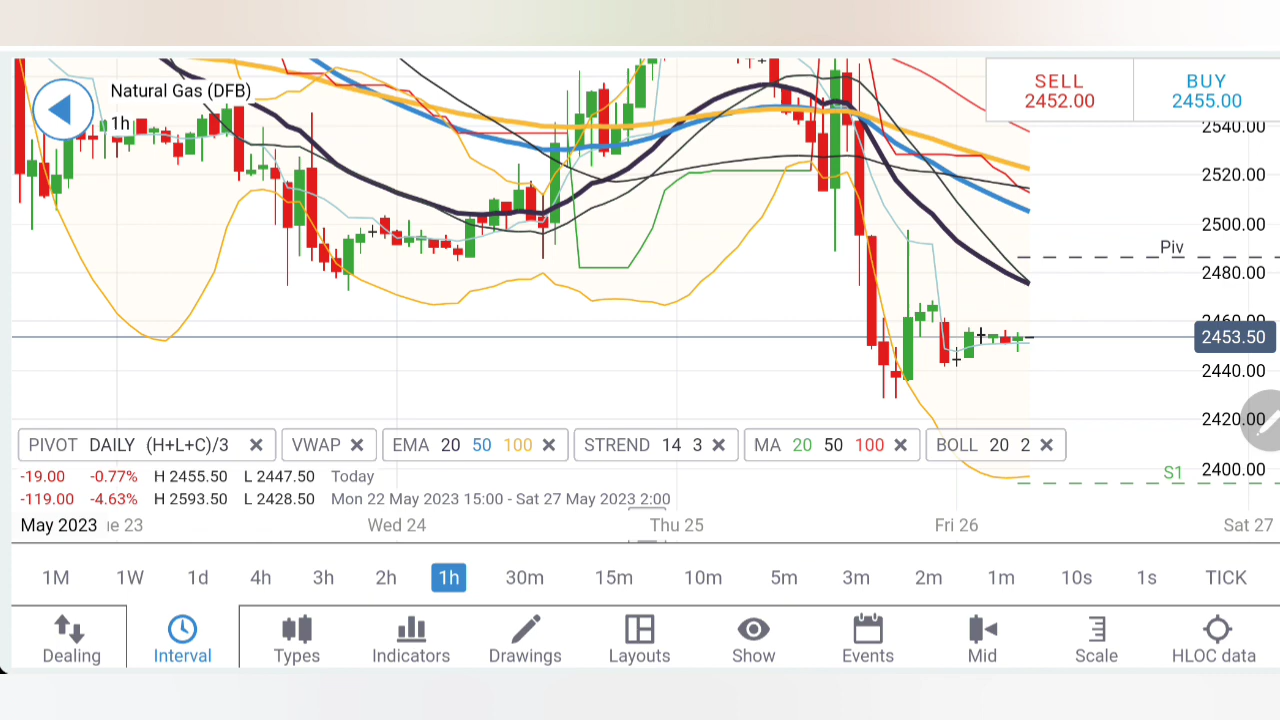 Natural Gas (DFB)
1h
SELL
2452.00
BUY
2455.00
2540.00
2520.00
2500.00
Piv
2480.00
2460.00
2453.50
2440.00
2420.00
PIVOT DAILY (H+L+C)/3 ×
VWAP ×
EMA 20 50 100 ×
STREND 14 3 ×
MA 20 50 100 ×
BOLL 20 2 ×
S1
2400.00
-19.00 -0.77% H 2455.50 L 2447.50 Today
-119.00 -4.63% H 2593.50 L 2428.50 Mon 22 May 2023 15:00 - Sat 27 May 2023 2:00
May 2023 ue 23 Wed 24 Thu 25 Fri 26 Sat 27
1M 1W 1d 4h 3h 2h 1h 30m 15m 10m 5m 3m 2m 1m 10s 1s TICK
Dealing Interval Types Indicators Drawings Layouts Show Events Mid Scale HLOC data